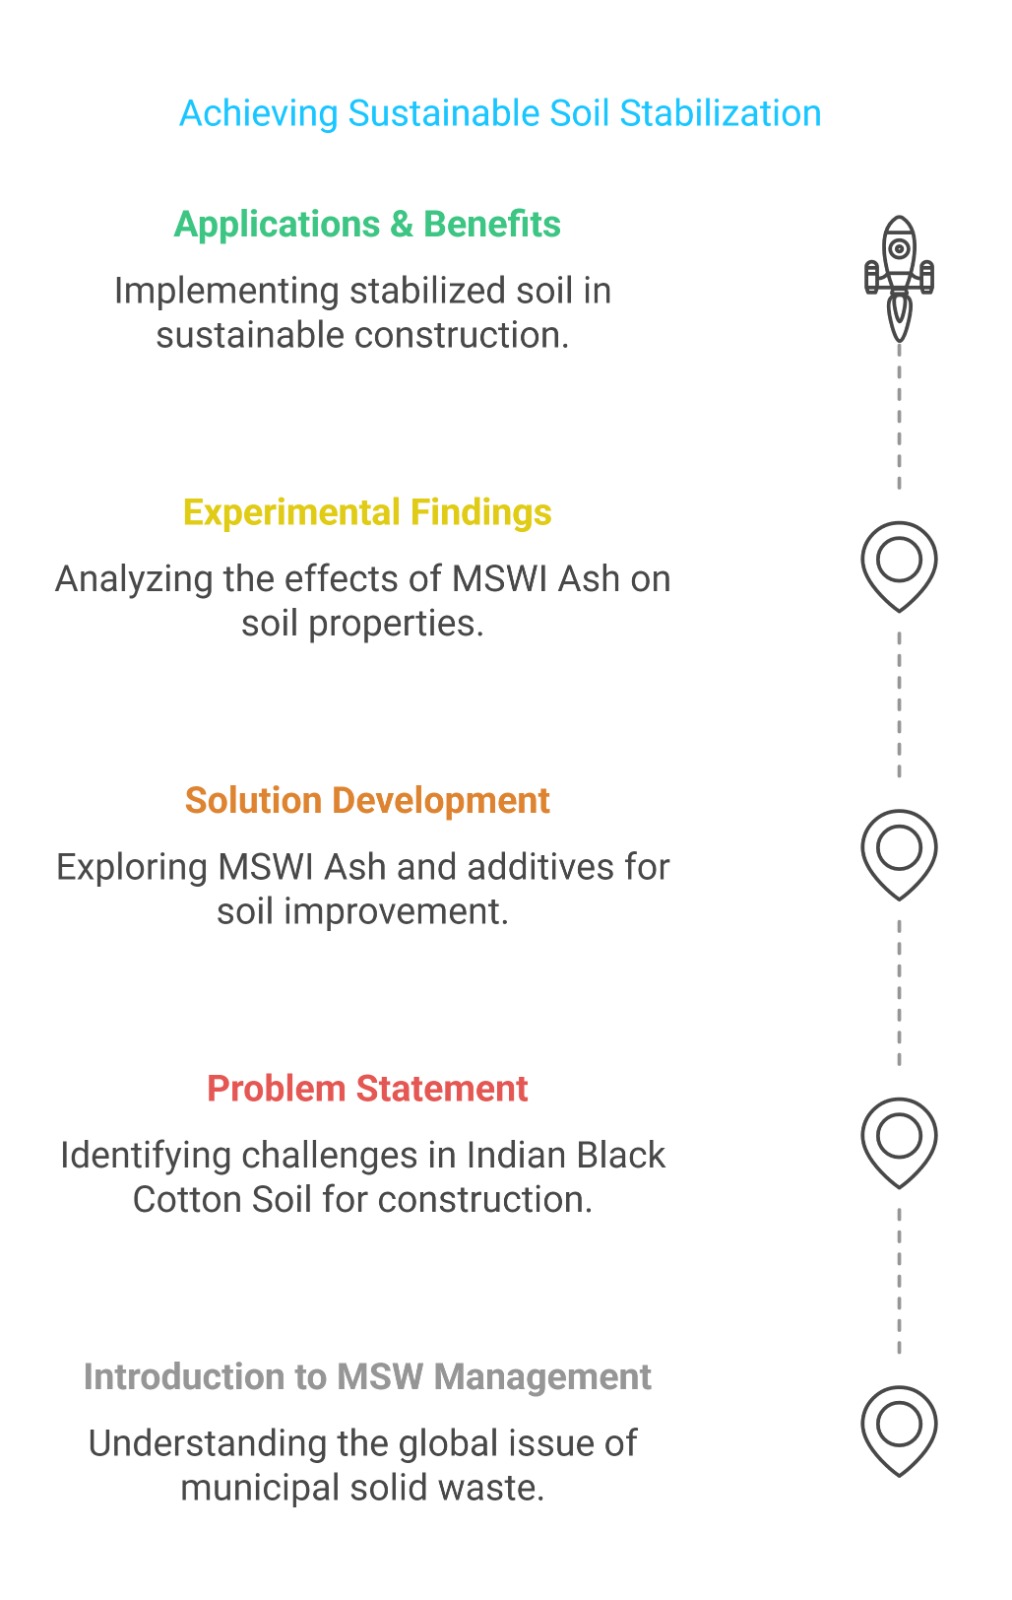 Achieving Sustainable Soil Stabilization
Applications & Benefits
Implementing stabilized soil in
sustainable construction.
Experimental Findings
Analyzing the effects of MSWI Ash on
soil properties.
Solution Development
Exploring MSWI Ash and additives for
soil improvement.
Problem Statement
Identifying challenges in Indian Black
Cotton Soil for construction.
Introduction to MSW Management
Understanding the global issue of
municipal solid waste.